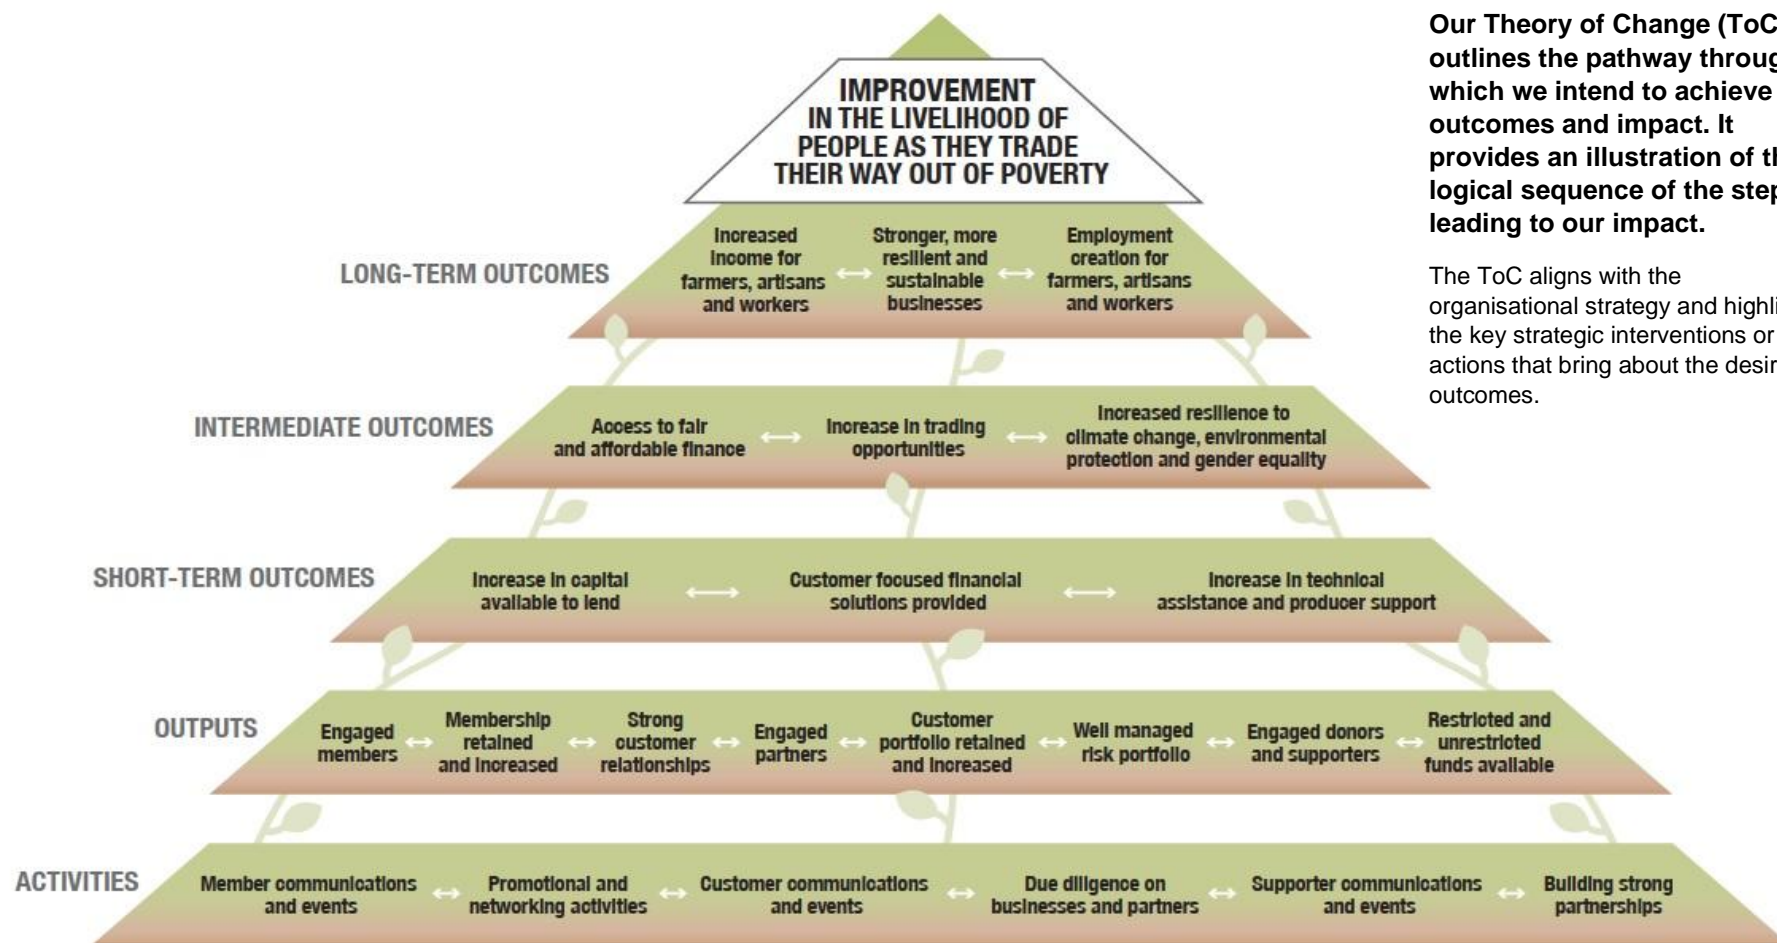 IMPROVEMENT
IN THE LIVELIHOOD OF
PEOPLE AS THEY TRADE
THEIR WAY OUT OF POVERTY
LONG-TERM OUTCOMES
Increased
income for
farmers, artisans
and workers
Stronger, more
resilient and
sustainable
businesses
Employment
creation for
farmers, artisans
and workers
INTERMEDIATE OUTCOMES
Access to fair
and affordable finance
Increase in trading
opportunities
Increased resilience to
climate change, environmental
protection and gender equality
SHORT-TERM OUTCOMES
Increase in capital
available to lend
Customer focused financial
solutions provided
Increase in technical
assistance and producer support
OUTPUTS
Engaged
members
Membership
retained
and increased
Strong
customer
relationships
Engaged
partners
Customer
portfolio retained
and increased
Well managed
risk portfolio
Engaged donors
and supporters
Restricted and
unrestricted
funds available
ACTIVITIES
Member communications
and events
Promotional and
networking activities
Customer communications
and events
Due diligence on
businesses and partners
Supporter communications
and events
Building strong
partnerships
Our Theory of Change (ToC
outlines the pathway throug
which we intend to achieve
outcomes and impact. It
provides an illustration of th
logical sequence of the step
leading to our impact.
The ToC aligns with the
organisational strategy and highli
the key strategic interventions or
actions that bring about the desir
outcomes.